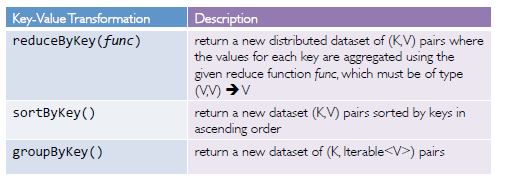 Key-Value Transformation Description
reduceByKey(func) return a new distributed dataset of (K,V) pairs where
the values for each key are aggregated using the
given reduce function func, which must be of type
(V,V) ➔ V
sortByKey() return a new dataset (K,V) pairs sorted by keys in
ascending order
groupByKey() return a new dataset of (K, Iterable<V>) pairs